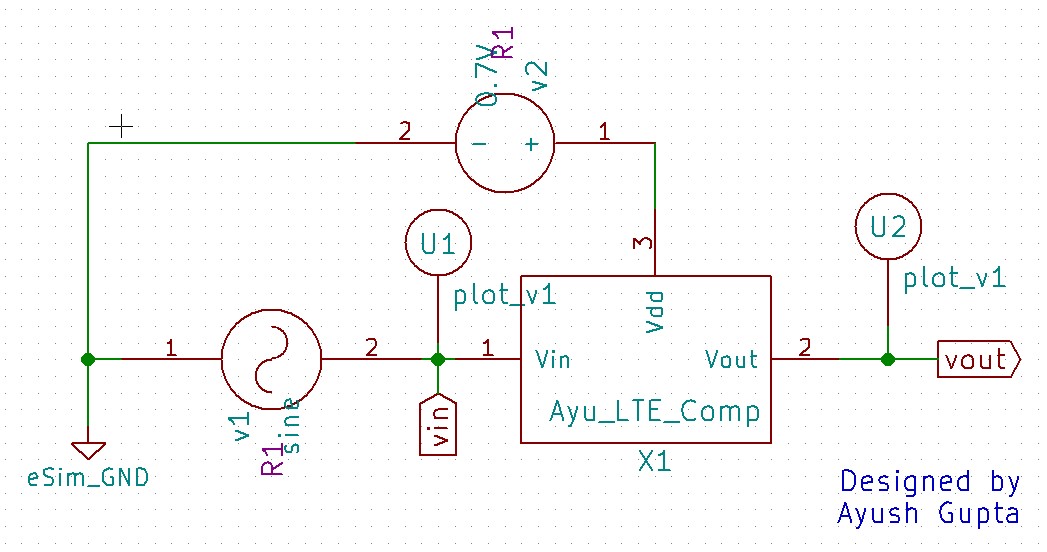 R1
0.7V
v2
2
-
+
1
U1
plot_v1
3
U2
plot_v1
Vdd
1
2
1
Vin
Vout
2
vout
v1
sine
R1
vin
Ayu_LTE_Comp
X1
eSim_GND
Designed by
Ayush Gupta